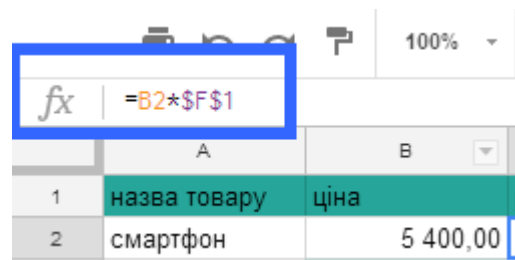 100%
fx =B2*$F$1
A B
1 назва товару ціна
2 смартфон 5 400,00